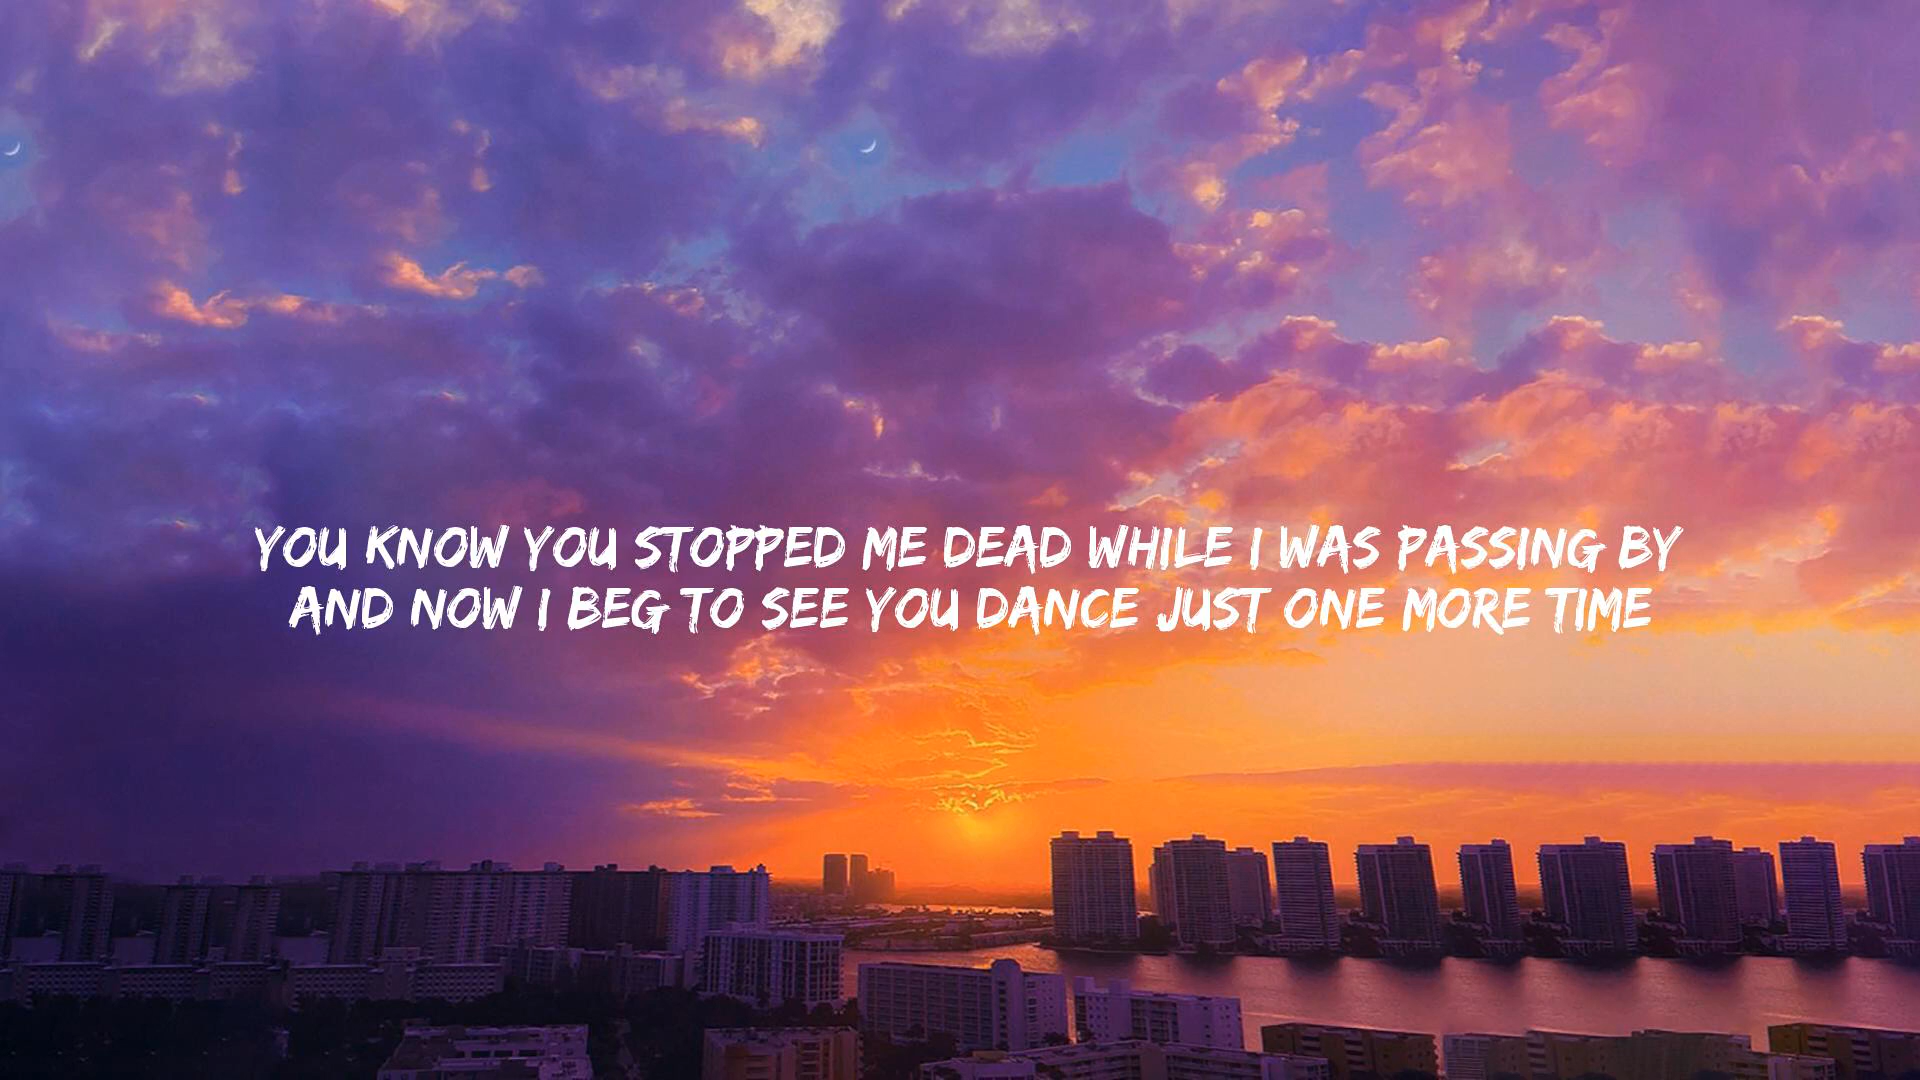 YOU KNOW YOU STOPPED ME DEAD WHILE I WAS PASSING BY
AND NOW I BEG TO SEE YOU DANCE JUST ONE MORE TIME